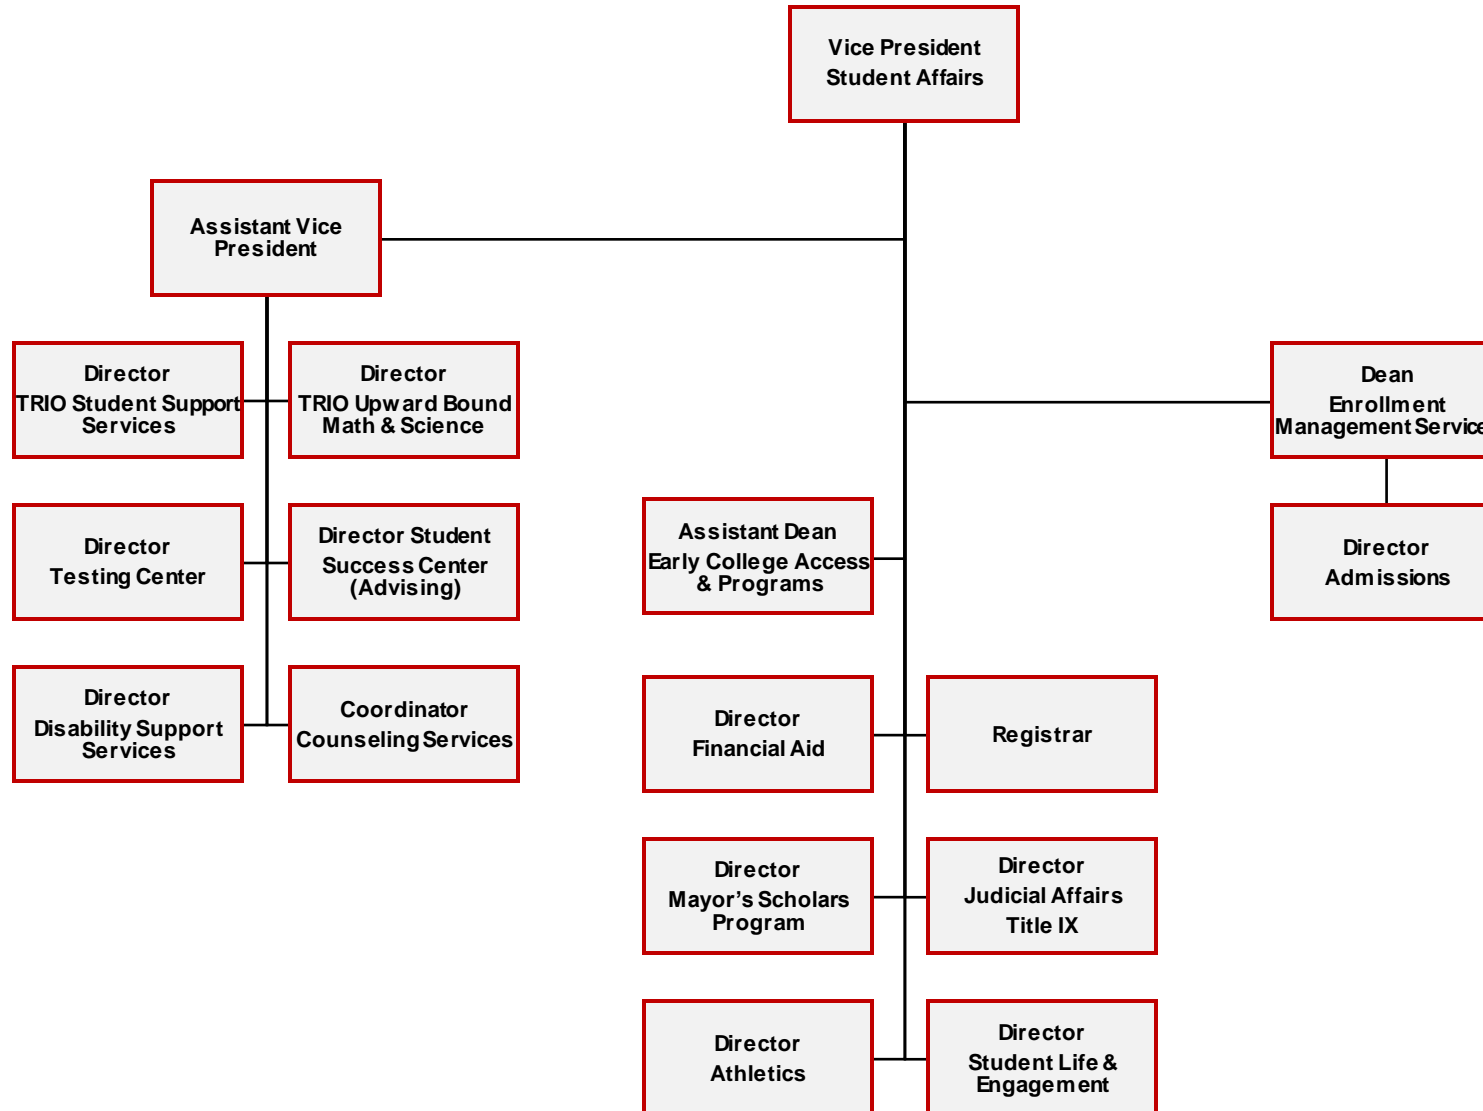 Vice President
Student Affairs
Assistant Vice
President
Director
TRIO Student Support
Services
Director
TRIO Upward Bound
Math & Science
Dean
Enrollment
Management Service
Director
Testing Center
Director Student
Success Center
(Advising)
Assistant Dean
Early College Access
& Programs
Director
Admissions
Director
Disability Support
Services
Coordinator
Counseling Services
Director
Financial Aid
Registrar
Director
Mayor’s Scholars
Program
Director
Judicial Affairs
Title IX
Director
Athletics
Director
Student Life &
Engagement